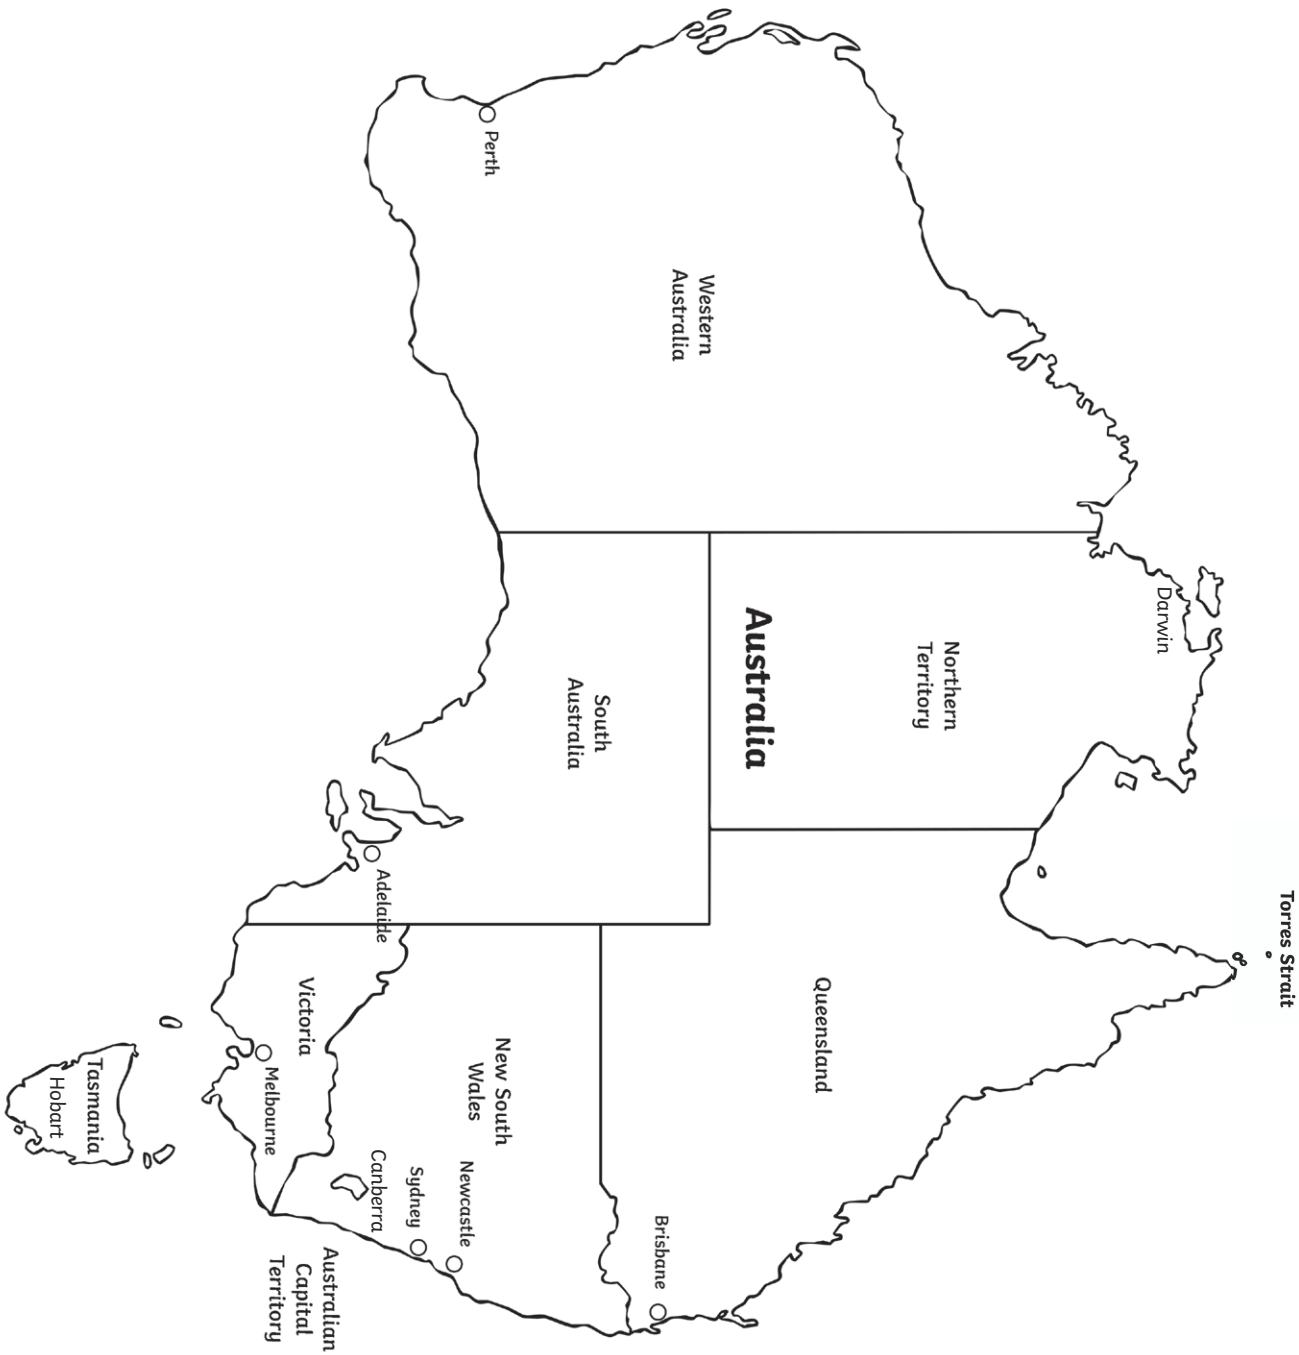 Torres Strait
Darwin
Northern
Territory
Western
Australia
Australia
Queensland
South
Australia
Brisbane
Perth
New South
Wales
Newcastle
Sydney
Adelaide
Canberra
Victoria
Melbourne
Australian
Capital
Territory
Tasmania
Hobart